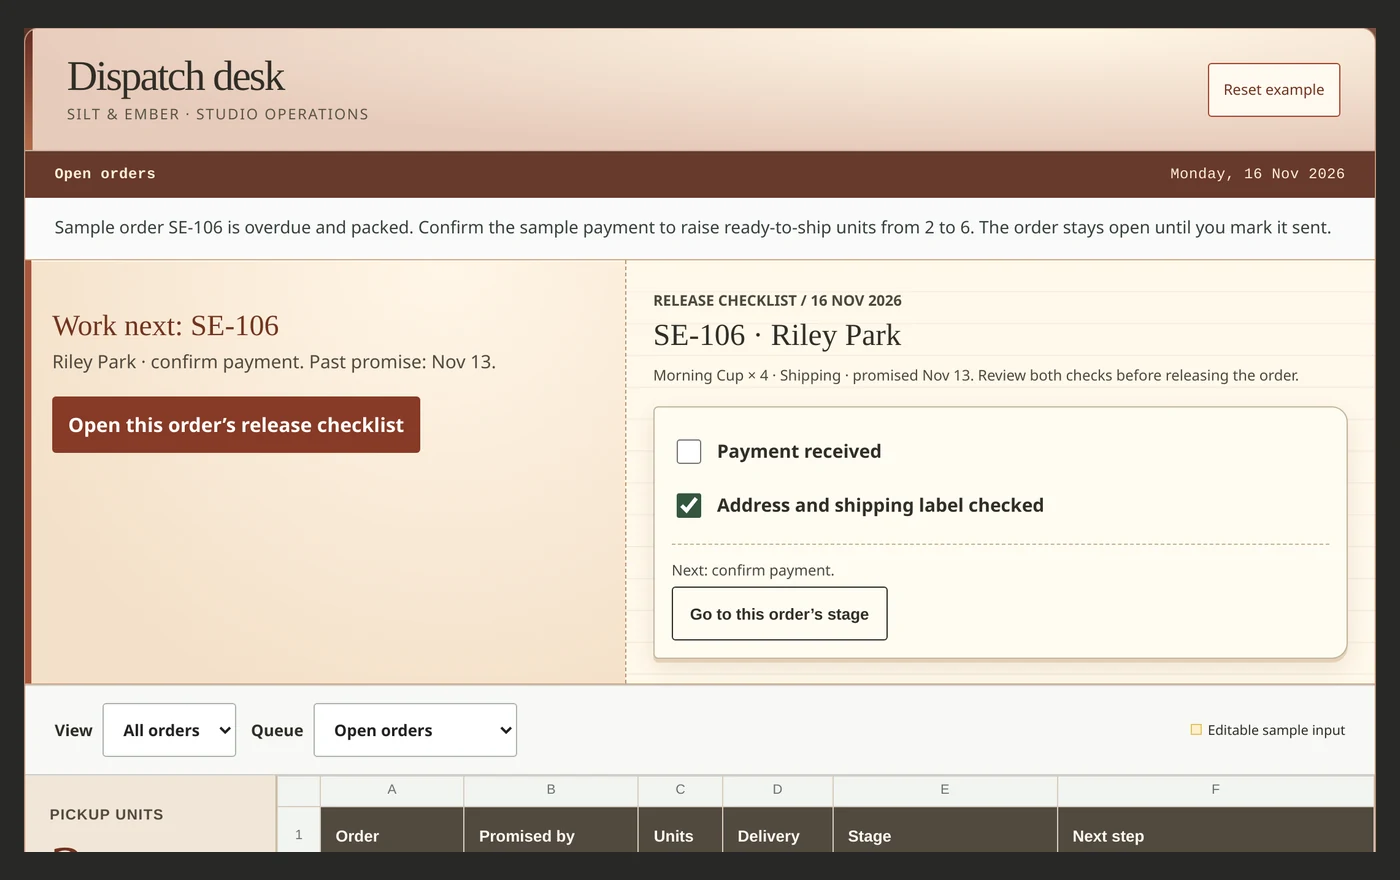 Dispatch desk
SILT & EMBER · STUDIO OPERATIONS
Reset example
Open orders
Monday, 16 Nov 2026
Sample order SE-106 is overdue and packed. Confirm the sample payment to raise ready-to-ship units from 2 to 6. The order stays open until you mark it sent.
Work next: SE-106
Riley Park · confirm payment. Past promise: Nov 13.
Open this order’s release checklist
RELEASE CHECKLIST / 16 NOV 2026
SE-106 · Riley Park
Morning Cup × 4 · Shipping · promised Nov 13. Review both checks before releasing the order.
Payment received
Address and shipping label checked
Next: confirm payment.
Go to this order’s stage
View All orders Queue Open orders
Editable sample input
PICKUP UNITS
A B C D E F
1 Order Promised by Units Delivery Stage Next step